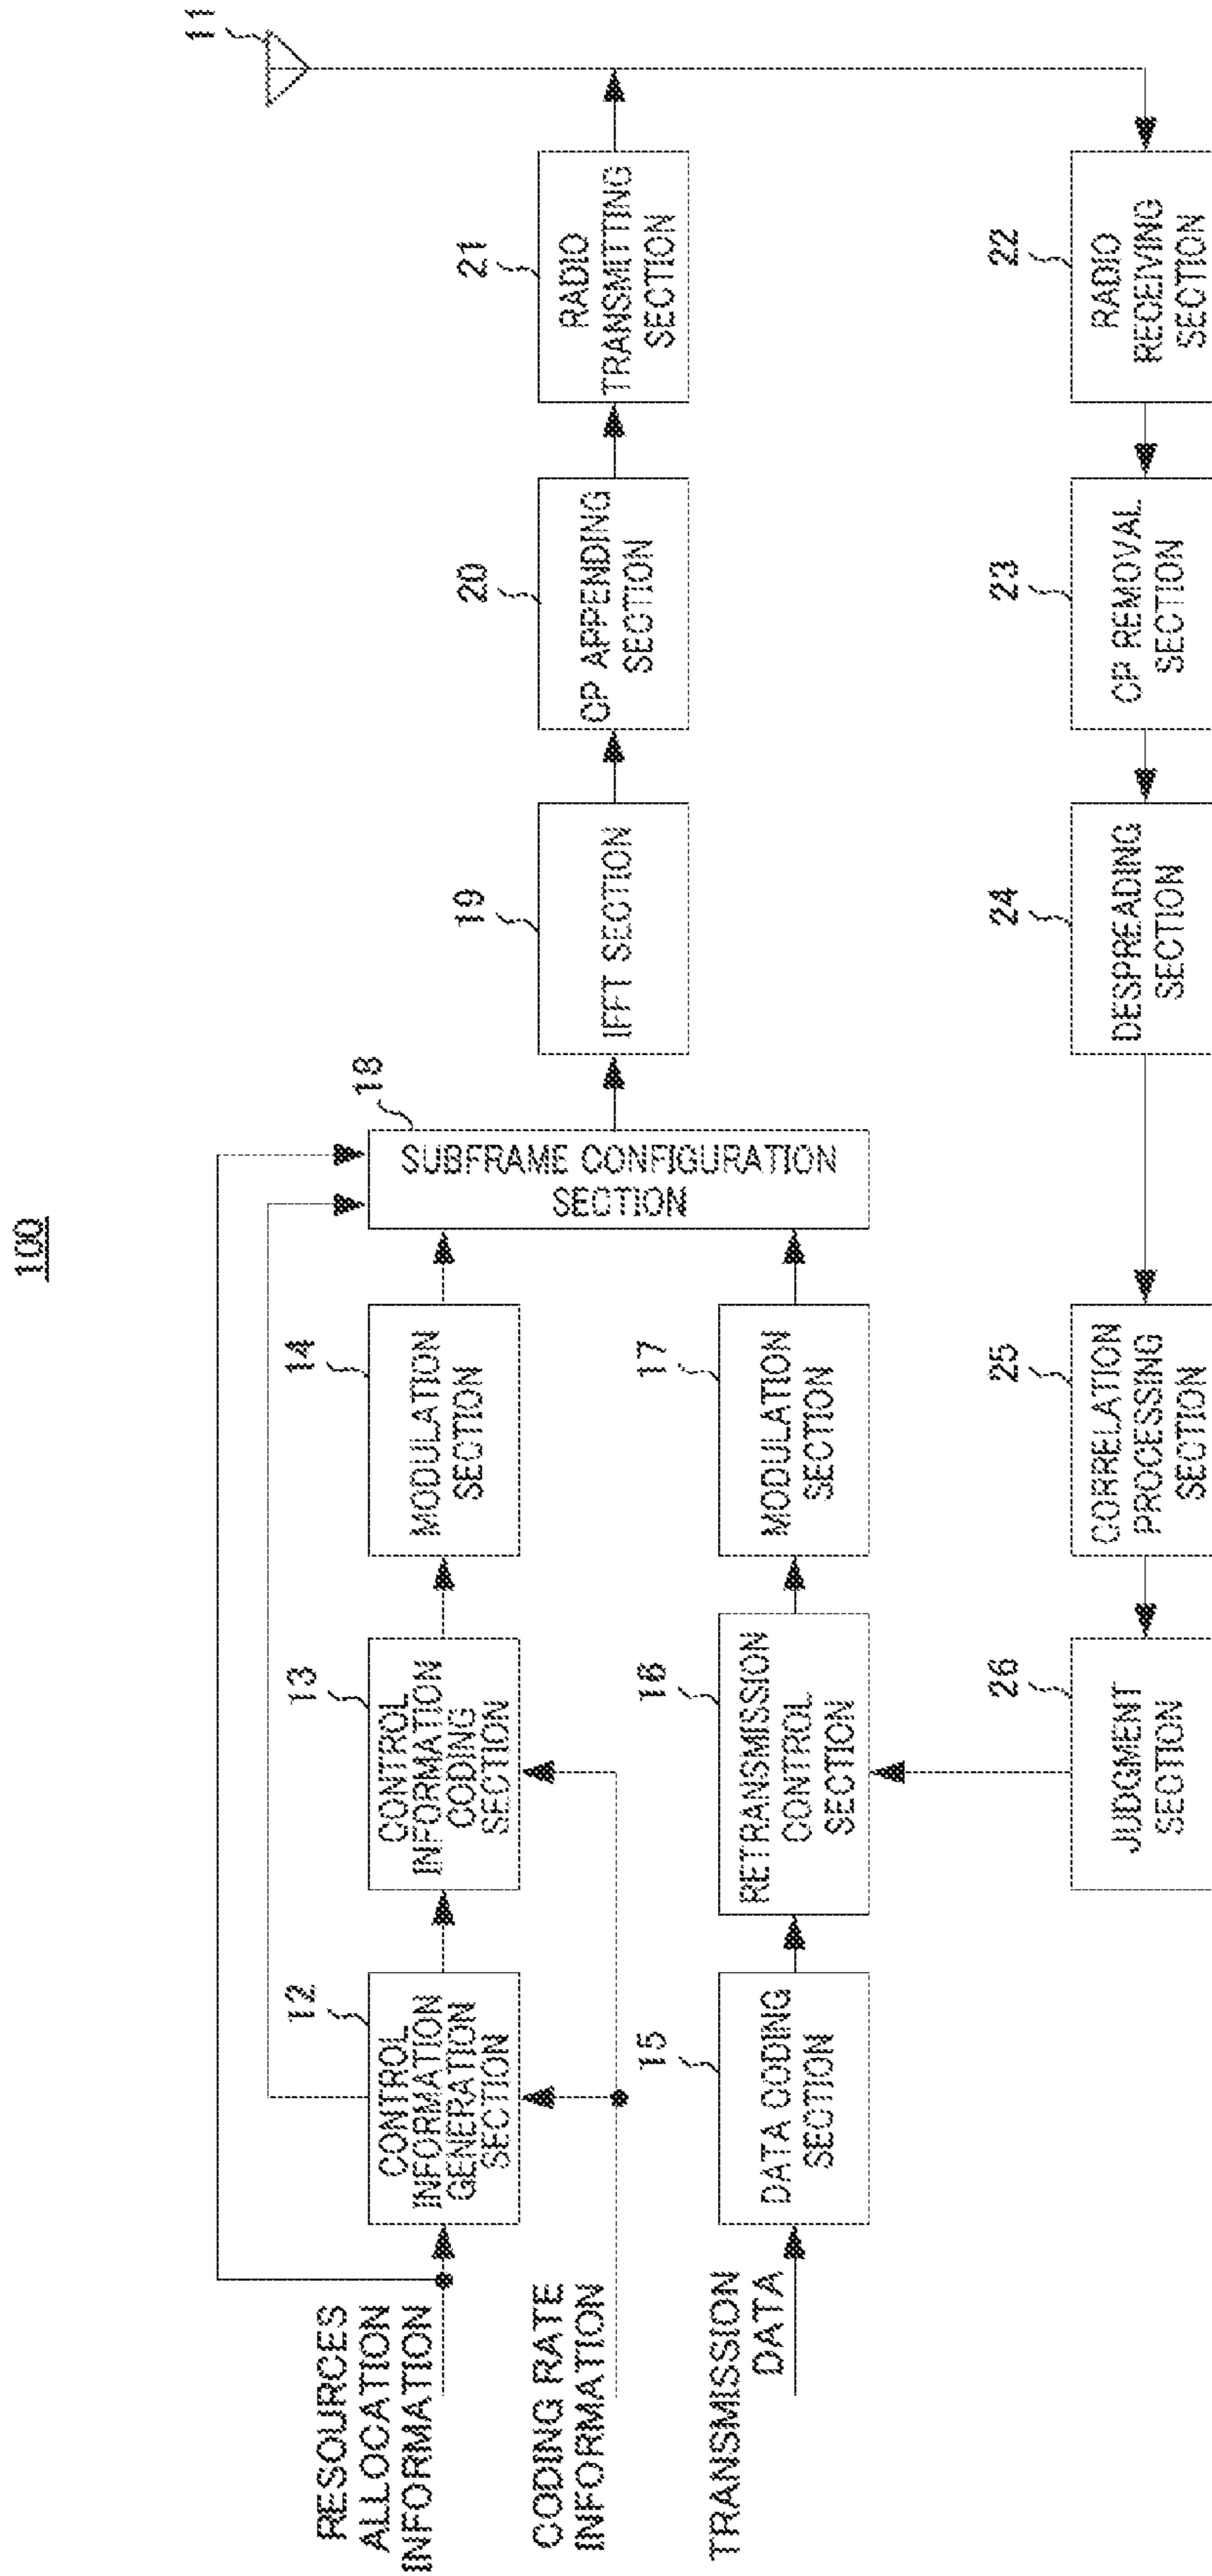 100
11
RESOURCES
ALLOCATION
INFORMATION
12
CONTROL
INFORMATION
GENERATION
SECTION
13
CONTROL
INFORMATION
CODING
SECTION
14
MODULATION
SECTION
18
SUBFRAME CONFIGURATION
SECTION
19
IFFT SECTION
20
CP APPENDING
SECTION
21
RADIO
TRANSMITTING
SECTION
CODING RATE
INFORMATION
TRANSMISSION
DATA
15
DATA CODING
SECTION
16
RETRANSMISSION
CONTROL
SECTION
17
MODULATION
SECTION
26
JUDGMENT
SECTION
25
CORRELATION
PROCESSING
SECTION
24
DESPREADING
SECTION
23
CP REMOVAL
SECTION
22
RADIO
RECEIVING
SECTION